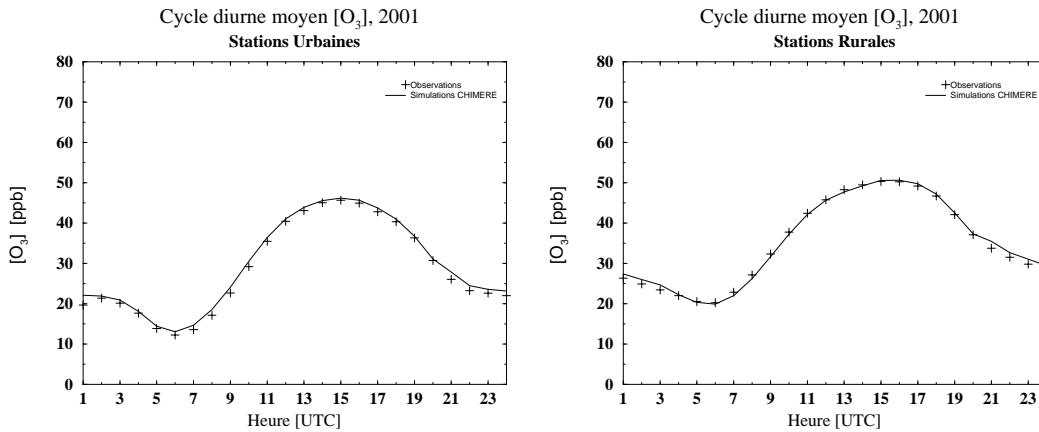 Cycle diurne moyen [O₃], 2001
Stations Urbaines
80
70
60
50
40
30
20
10
0
[O₃] [ppb]
Observations
Simulations CHIMERE
1 3 5 7 9 11 13 15 17 19 21 23
Heure [UTC]
Cycle diurne moyen [O₃], 2001
Stations Rurales
80
70
60
50
40
30
20
10
0
[O₃] [ppb]
Observations
Simulations CHIMERE
1 3 5 7 9 11 13 15 17 19 21 23
Heure [UTC]